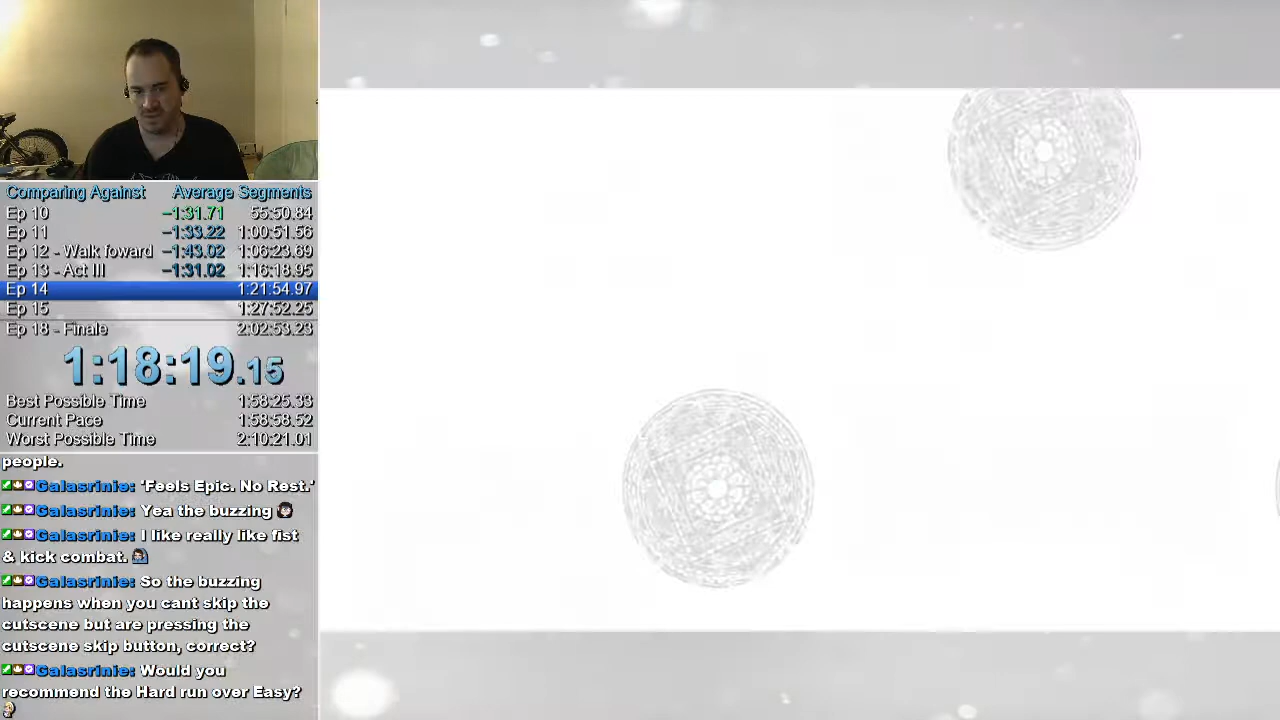 Comparing Against Average Segments
Ep 10 −1:31.71 55:50.84
Ep 11 −1:33.22 1:00:51.56
Ep 12 - Walk foward −1:43.02 1:06:23.69
Ep 13 - Act III −1:31.02 1:16:18.95
Ep 14 1:21:54.97
Ep 15 1:27:52.25
Ep 18 - Finale 2:02:53.23
1:18:19.15
Best Possible Time 1:58:25.33
Current Pace 1:58:58.52
Worst Possible Time 2:10:21.01
people.
Galasrinie: 'Feels Epic. No Rest.'
Galasrinie: Yea the buzzing
Galasrinie: I like really like fist
& kick combat.
Galasrinie: So the buzzing
happens when you cant skip the
cutscene but are pressing the
cutscene skip button, correct?
Galasrinie: Would you
recommend the Hard run over Easy?